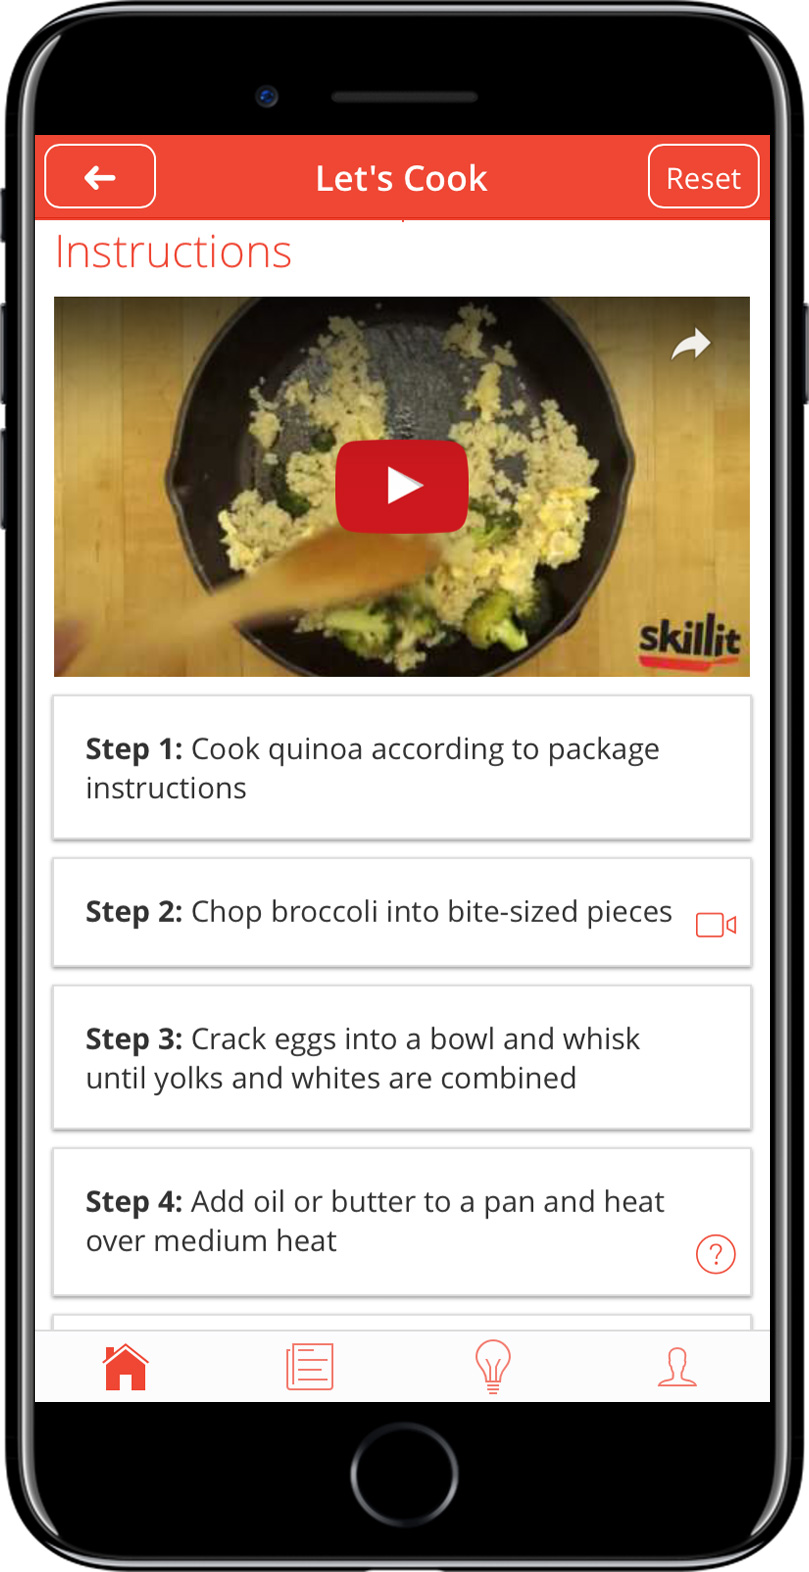 Let's Cook
Reset
Instructions
skillit
Step 1: Cook quinoa according to package
instructions
Step 2: Chop broccoli into bite-sized pieces
Step 3: Crack eggs into a bowl and whisk
until yolks and whites are combined
Step 4: Add oil or butter to a pan and heat
over medium heat
?